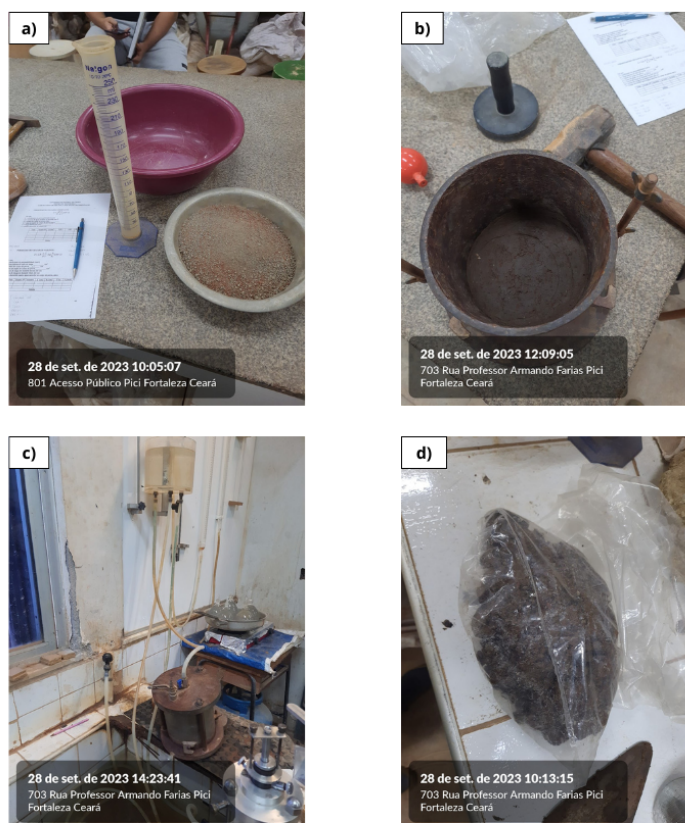 a)
28 de set. de 2023 10:05:07
801 Acesso Público Pici Fortaleza Ceará
b)
28 de set. de 2023 12:09:05
703 Rua Professor Armando Farias Pici
Fortaleza Ceará
c)
28 de set. de 2023 14:23:41
703 Rua Professor Armando Farias Pici
Fortaleza Ceará
d)
28 de set. de 2023 10:13:15
703 Rua Professor Armando Farias Pici
Fortaleza Ceará